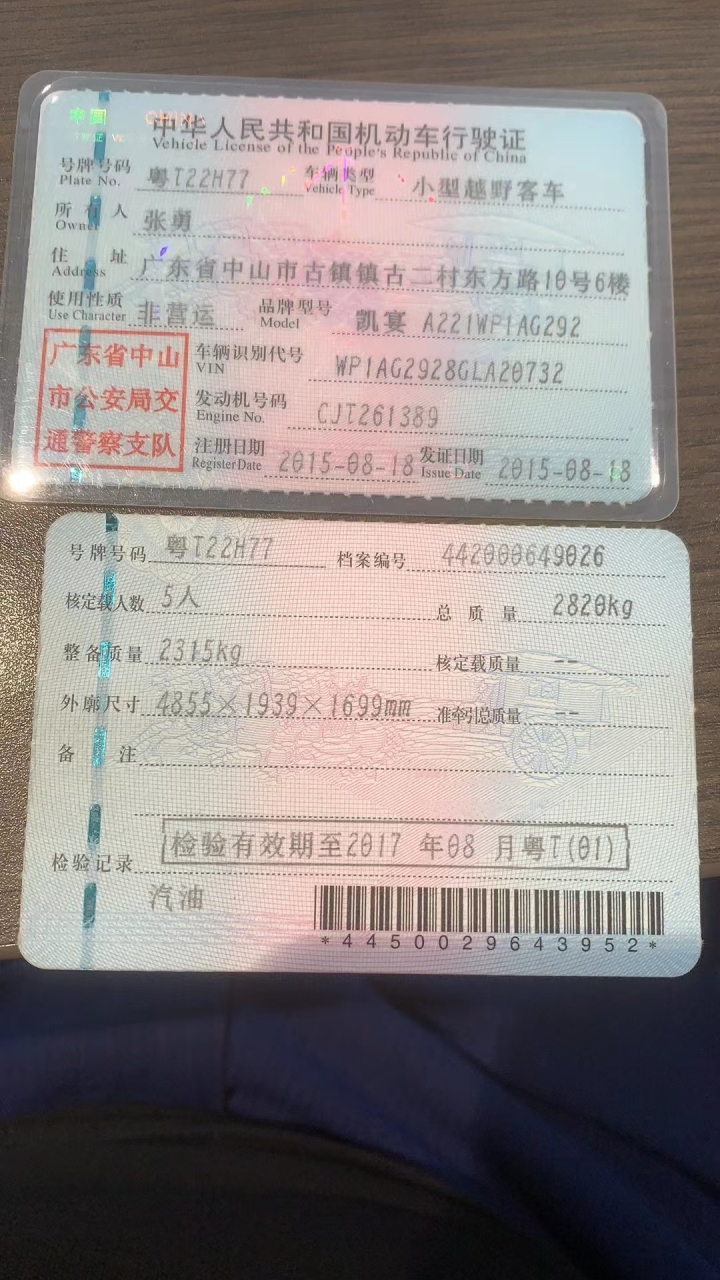 中华人民共和国机动车行驶证
Vehicle License of the People's Republic of China
号牌号码 粤T22H77 车辆类型 小型越野客车
Plate No. Vehicle Type
所有人 张勇
Owner
住址 广东省中山市古镇镇古二村东方路10号6楼
Address
使用性质 非营运 品牌型号 凯宴 A221WP1AG292
Use Character Model
广东省中山
市公安局交
通警察支队
车辆识别代号 WP1AG2928GLA20732
VIN
发动机号码 CJT261389
Engine No.
注册日期 2015-08-18 发证日期 2015-08-18
Register Date Issue Date
号牌号码 粤T22H77 档案编号 442000649026
核定载人数 5人 总质量 2820kg
整备质量 2315kg 核定载质量 --
外廓尺寸 4855×1939×1699mm 准牵引总质量 --
备注
检验记录 检验有效期至2017年08月粤T(01)
汽油
*4450029643952*